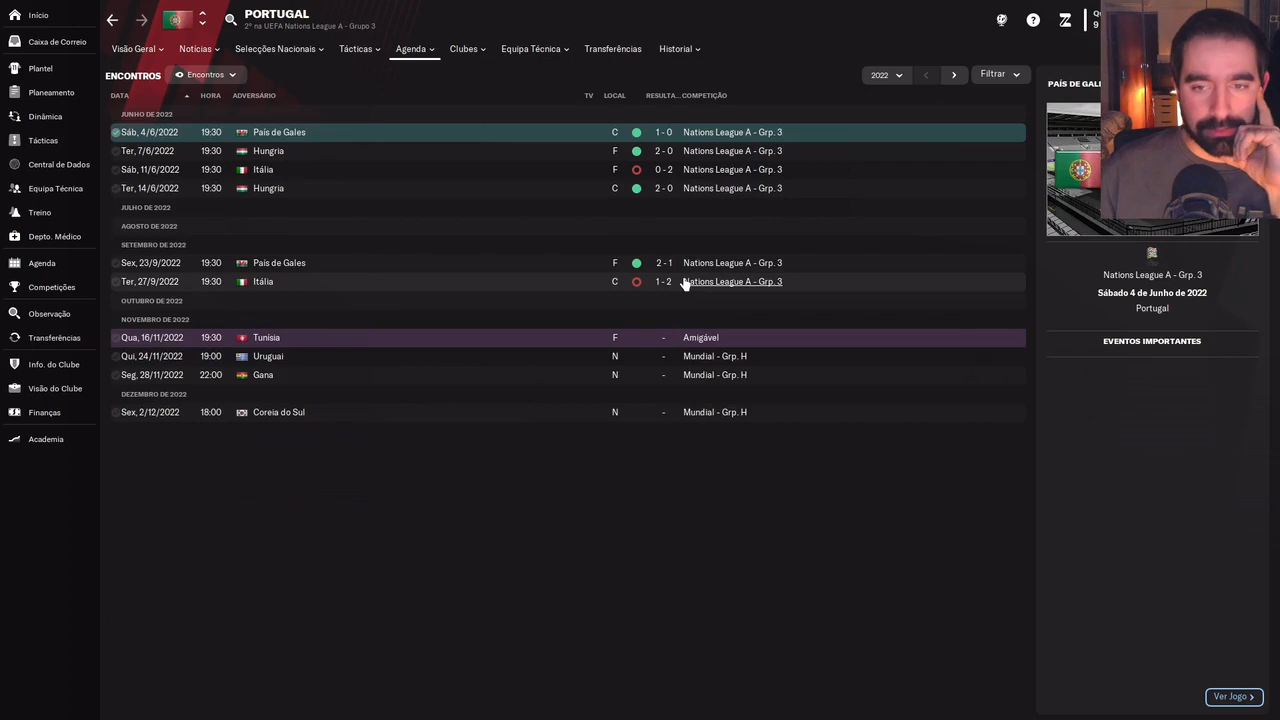 Início
Caixa de Correio
Plantel
Planeamento
Dinâmica
Tácticas
Central de Dados
Equipa Técnica
Treino
Depto. Médico
Agenda
Competições
Observação
Transferências
Info. do Clube
Visão do Clube
Finanças
Academia
PORTUGAL
2º na UEFA Nations League A - Grupo 3
Visão Geral Notícias Selecções Nacionais Tácticas Agenda Clubes Equipa Técnica Transferências Historial
ENCONTROS Encontros 2022 Filtrar
DATA HORA ADVERSÁRIO TV LOCAL RESULTA... COMPETIÇÃO
JUNHO DE 2022
Sáb, 4/6/2022 19:30 País de Gales C 1 - 0 Nations League A - Grp. 3
Ter, 7/6/2022 19:30 Hungria F 2 - 0 Nations League A - Grp. 3
Sáb, 11/6/2022 19:30 Itália F 0 - 2 Nations League A - Grp. 3
Ter, 14/6/2022 19:30 Hungria C 2 - 0 Nations League A - Grp. 3
JULHO DE 2022
AGOSTO DE 2022
SETEMBRO DE 2022
Sex, 23/9/2022 19:30 País de Gales F 2 - 1 Nations League A - Grp. 3
Ter, 27/9/2022 19:30 Itália C 1 - 2 Nations League A - Grp. 3
OUTUBRO DE 2022
NOVEMBRO DE 2022
Qua, 16/11/2022 19:30 Tunísia F - Amigável
Qui, 24/11/2022 19:00 Uruguai N - Mundial - Grp. H
Seg, 28/11/2022 22:00 Gana N - Mundial - Grp. H
DEZEMBRO DE 2022
Sex, 2/12/2022 18:00 Coreia do Sul N - Mundial - Grp. H
PAÍS DE GALE
Nations League A - Grp. 3
Sábado 4 de Junho de 2022
Portugal
EVENTOS IMPORTANTES
Ver Jogo